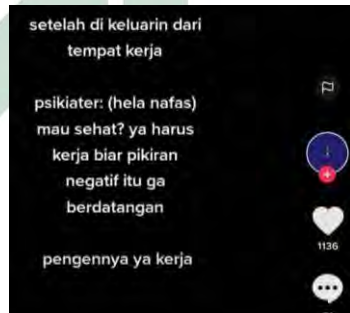 setelah di keluarin dari
tempat kerja
psikiater: (hela nafas)
mau sehat? ya harus
kerja biar pikiran
negatif itu ga
berdatangan
pengennya ya kerja
1136